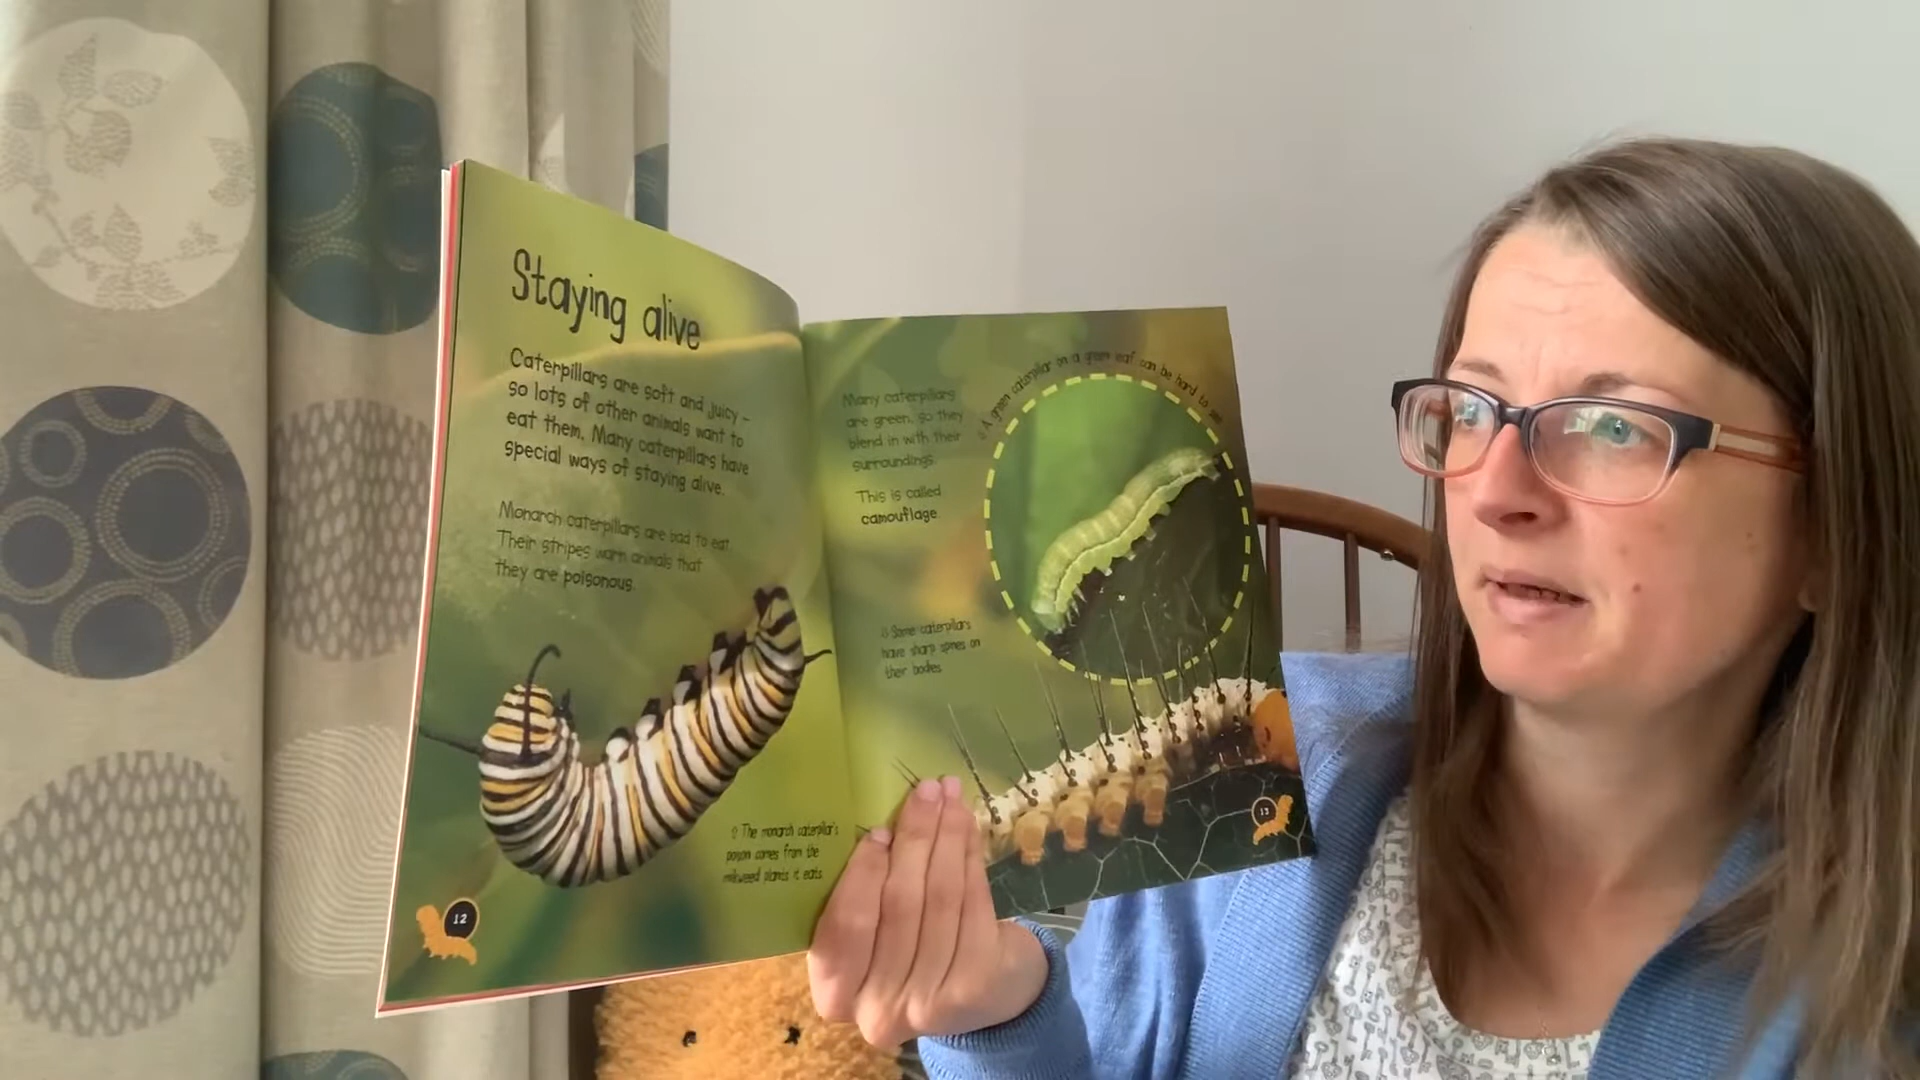 Staying alive
Caterpillars are soft and juicy –
so lots of other animals want to
eat them. Many caterpillars have
special ways of staying alive.
Monarch caterpillars are bad to eat.
Their stripes warn animals that
they are poisonous.
⇧ The monarch caterpillar's
poison comes from the
milkweed plants it eats.
12
Many caterpillars
are green, so they
blend in with their
surroundings.
This is called
camouflage.
⇩ A green caterpillar on a green leaf can be hard to see.
⇩ Some caterpillars
have sharp spines on
their bodies.
13